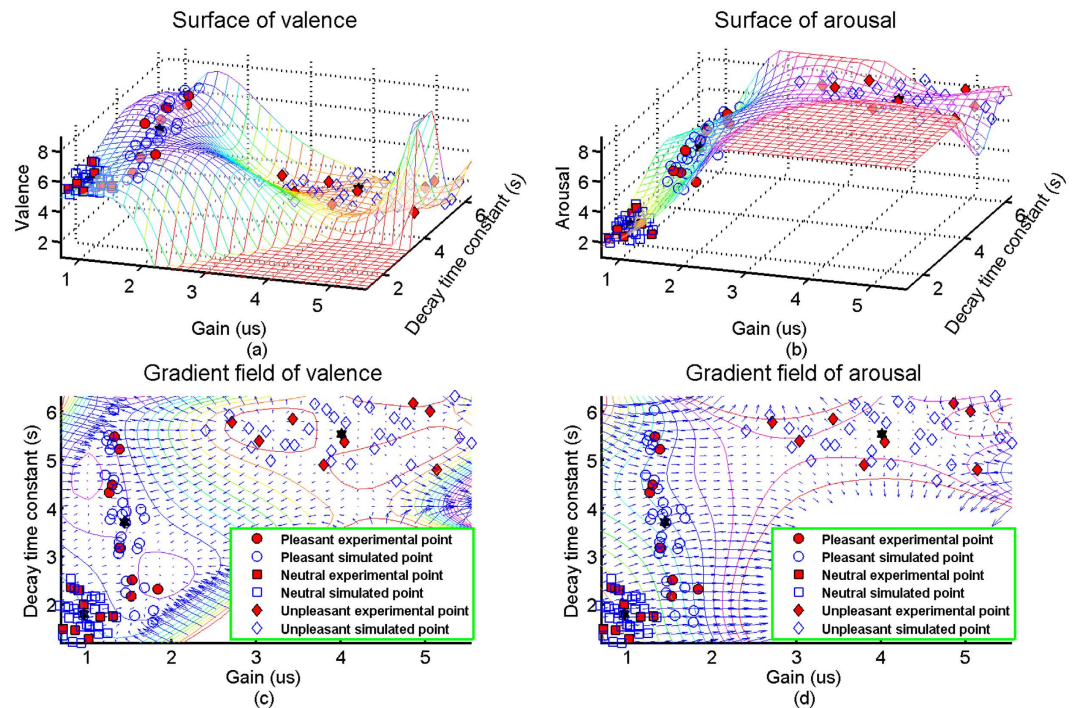 Surface of valence
Valence
8
6
4
2
1
2
3
4
5
2
4
6
Gain (us)
Decay time constant (s)
(a)
Surface of arousal
Arousal
8
6
4
2
1
2
3
4
5
2
4
6
Gain (us)
Decay time constant (s)
(b)
Gradient field of valence
Decay time constant (s)
6
5
4
3
2
1
2
3
4
5
Pleasant experimental point
Pleasant simulated point
Neutral experimental point
Neutral simulated point
Unpleasant experimental point
Unpleasant simulated point
Gain (us)
(c)
Gradient field of arousal
Decay time constant (s)
6
5
4
3
2
1
2
3
4
5
Pleasant experimental point
Pleasant simulated point
Neutral experimental point
Neutral simulated point
Unpleasant experimental point
Unpleasant simulated point
Gain (us)
(d)